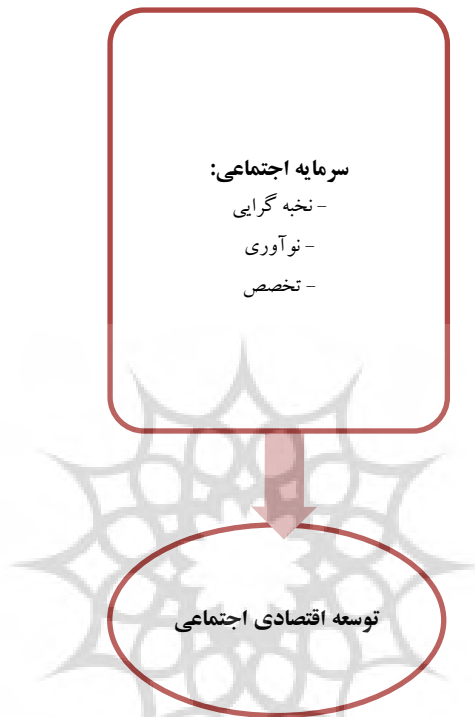 سرمایه اجتماعی:
- نخبه گرایی
- نوآوری
- تخصص
توسعه اقتصادی اجتماعی